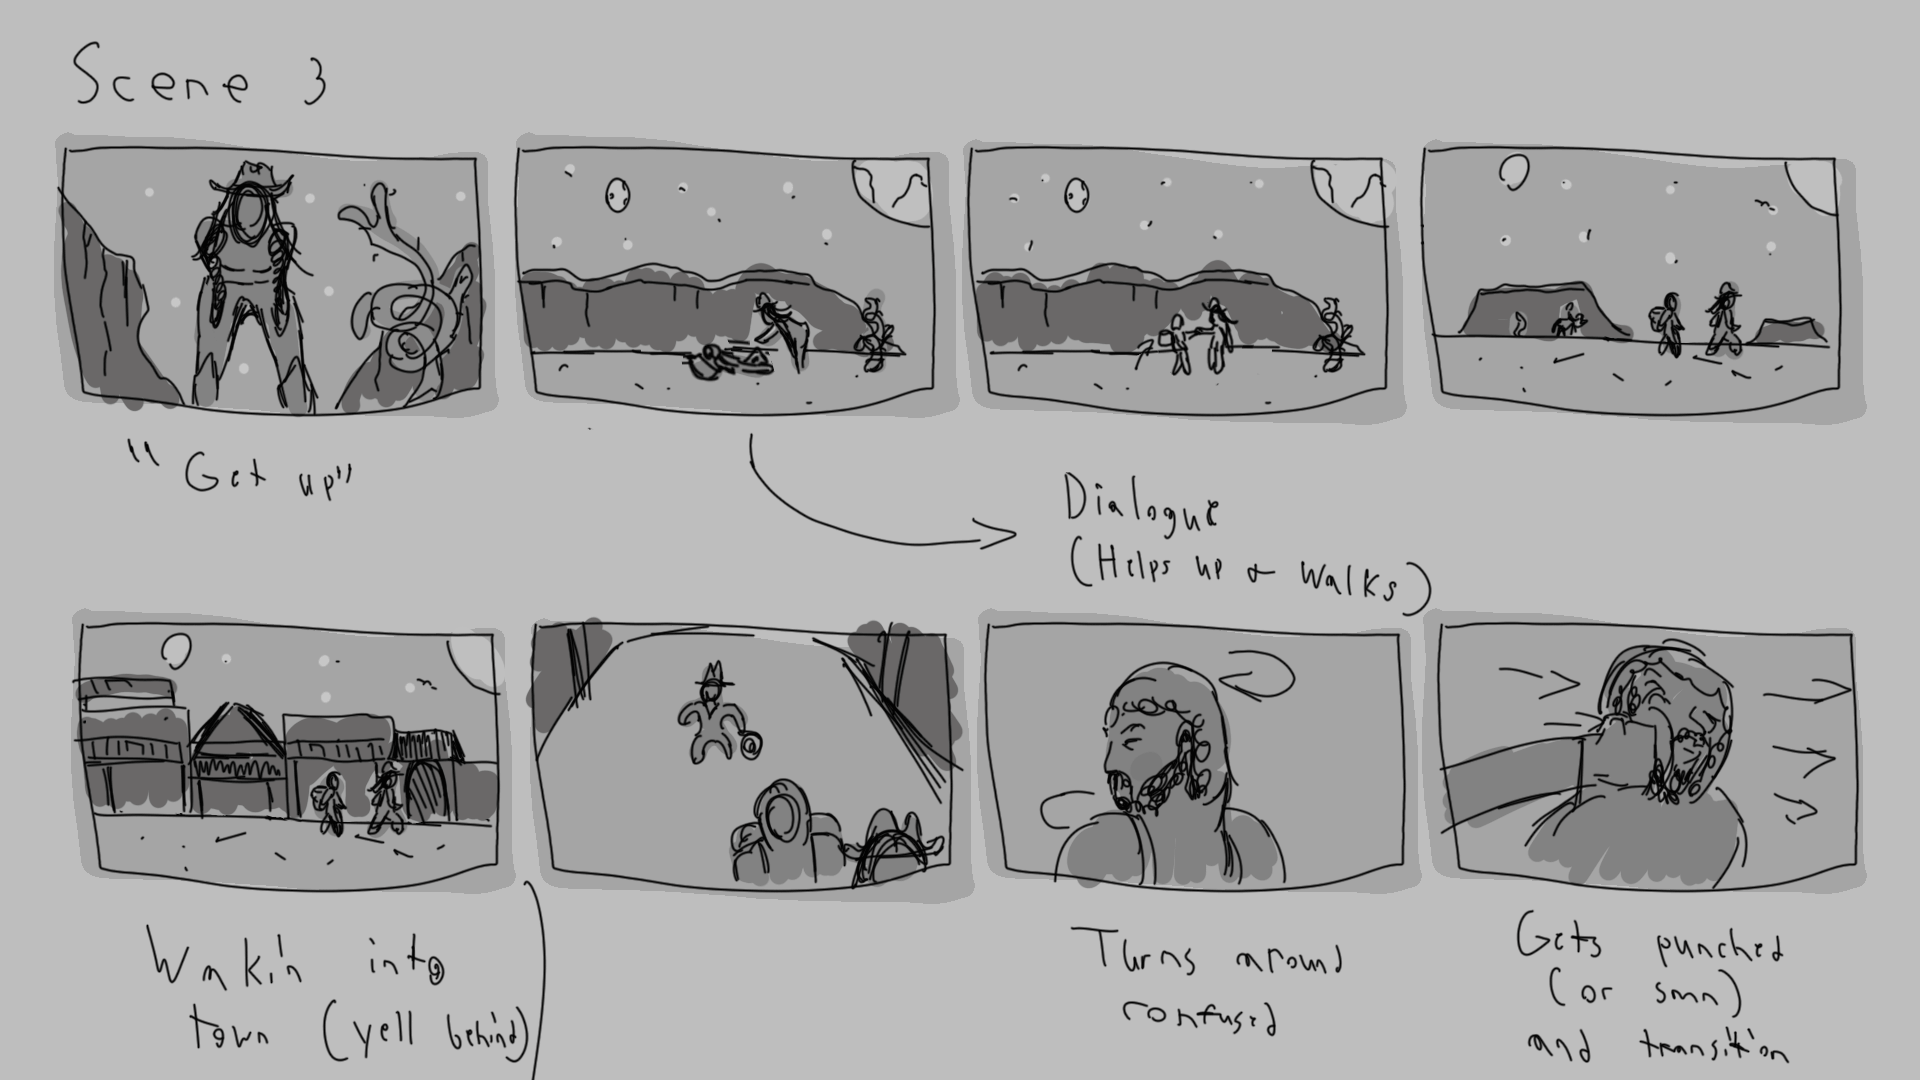 Scene 3
"Get up"
Dialogue
(Helps up & walks)
Walkin into
town (yell behind)
Turns around
confused
Gets punched
(or smn)
and transition